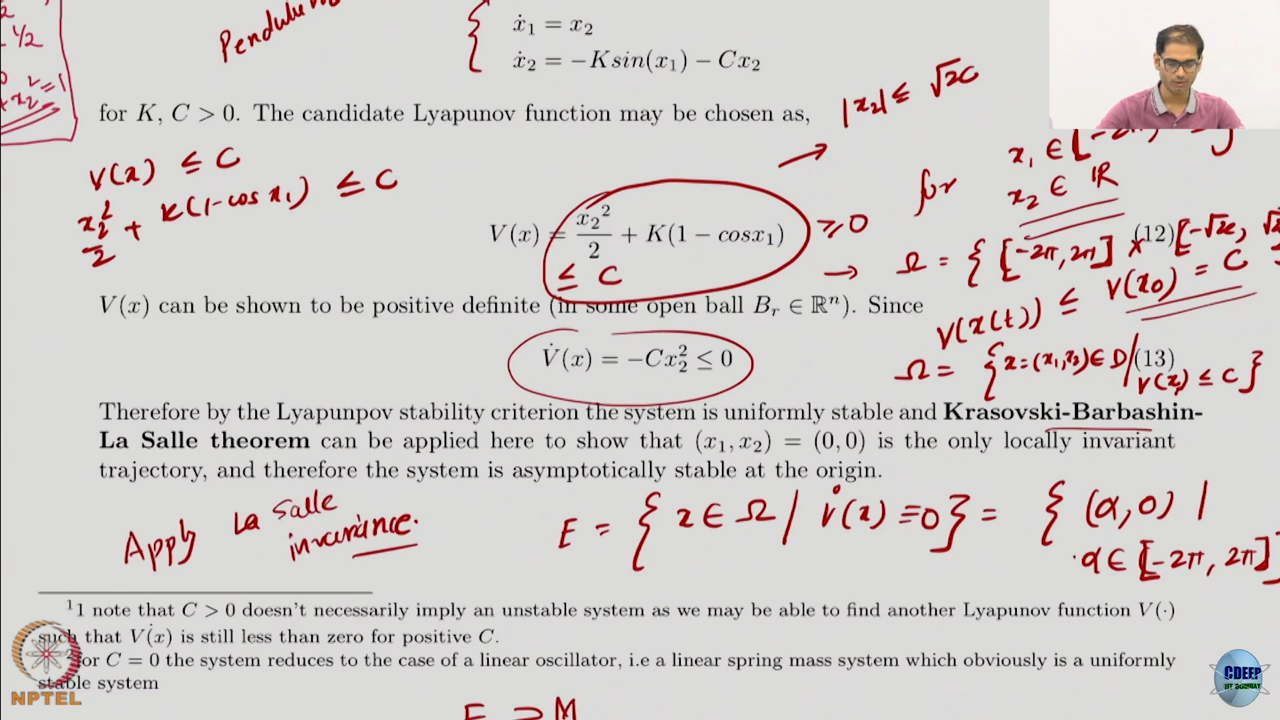 1/2
+ x₂² = 1
Pendulum
{ ẋ₁ = x₂
ẋ₂ = −Ksin(x₁) − Cx₂
for K, C > 0. The candidate Lyapunov function may be chosen as,
|x₂| ≤ √2C
V(x) ≤ C
x₂²/2 + K(1-cos x₁) ≤ C
for
x₂ ∈ ℝ
V(x) = x₂²/2 + K(1 − cosx₁) ≥ 0
(12)
≤ C
→ Ω = { [-2π, 2π] × [-√2C,
V(x(t)) ≤ V(x₀) = C
V(x) can be shown to be positive definite (in some open ball Bᵣ ∈ ℝⁿ). Since
V̇(x) = −Cx₂² ≤ 0
(13)
Ω = { x = (x₁, x₂) ∈ D / V(x) ≤ C }
Therefore by the Lyapunpov stability criterion the system is uniformly stable and Krasovski-Barbashin-
La Salle theorem can be applied here to show that (x₁, x₂) = (0, 0) is the only locally invariant
trajectory, and therefore the system is asymptotically stable at the origin.
Apply La Salle
invariance.
E = { x ∈ Ω / V̇(x) = 0 } = { (α, 0) |
α ∈ [-2π, 2π]
¹1 note that C > 0 doesn't necessarily imply an unstable system as we may be able to find another Lyapunov function V(·)
such that V̇(x) is still less than zero for positive C.
for C = 0 the system reduces to the case of a linear oscillator, i.e a linear spring mass system which obviously is a uniformly
stable system
E ⊃ M
NPTEL
CDEEP
IIT BOMBAY